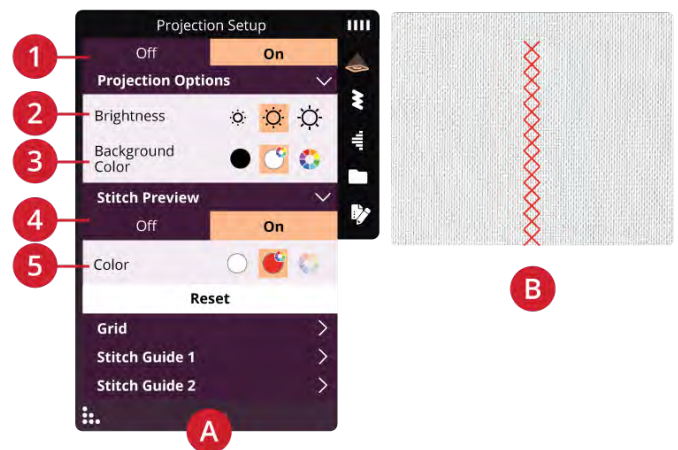 Projection Setup
1
Off On
Projection Options
2
Brightness
3
Background
Color
Stitch Preview
4
Off On
5
Color
Reset
Grid
Stitch Guide 1
Stitch Guide 2
A
B